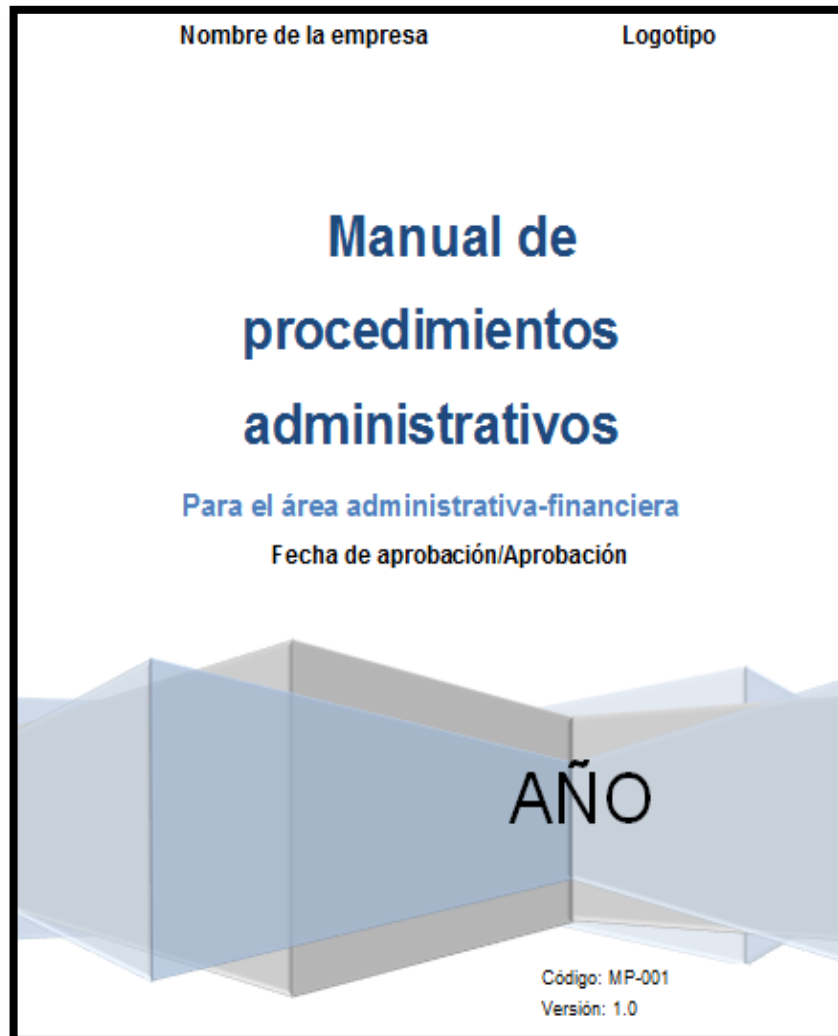 Nombre de la empresa Logotipo
Manual de
procedimientos
administrativos
Para el área administrativa-financiera
Fecha de aprobación/Aprobación
AÑO
Código: MP-001
Versión: 1.0